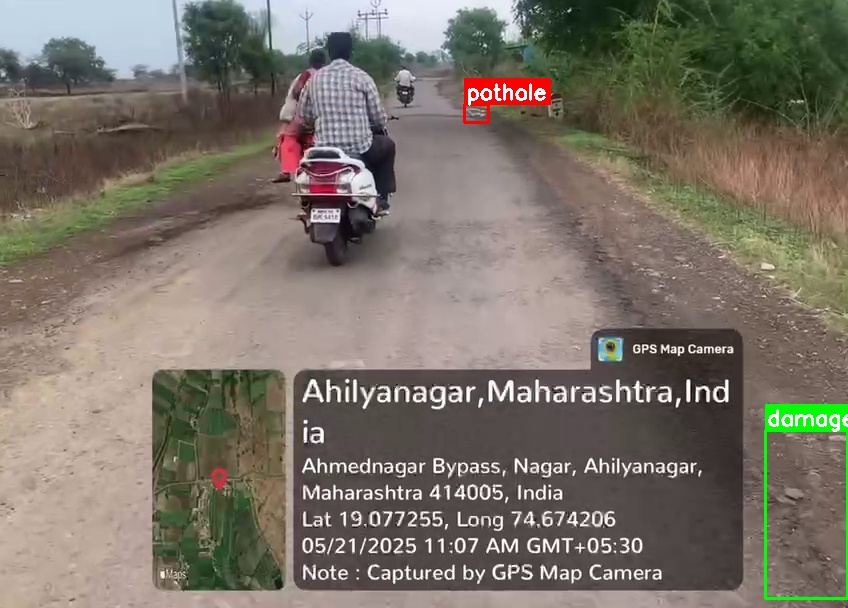 pothole
GPS Map Camera
damage
Ahilyanagar,Maharashtra,Ind
ia
Ahmednagar Bypass, Nagar, Ahilyanagar,
Maharashtra 414005, India
Lat 19.077255, Long 74.674206
05/21/2025 11:07 AM GMT+05:30
Note : Captured by GPS Map Camera
Maps